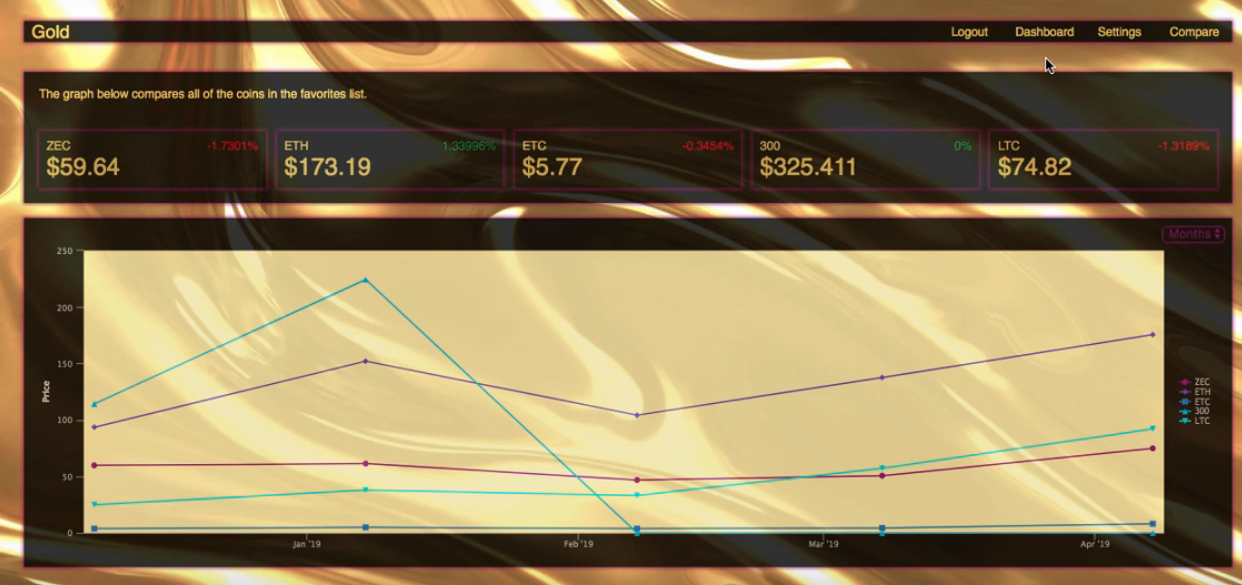 Gold Logout Dashboard Settings Compare
The graph below compares all of the coins in the favorites list.
ZEC -1.7301% ETH 1.33996% ETC -0.3454% 300 0% LTC -1.3189%
$59.64 $173.19 $5.77 $325.411 $74.82
Months
250
200
150
100
50
0
Price
Jan '19 Feb '19 Mar '19 Apr '19
ZEC
ETH
ETC
300
LTC